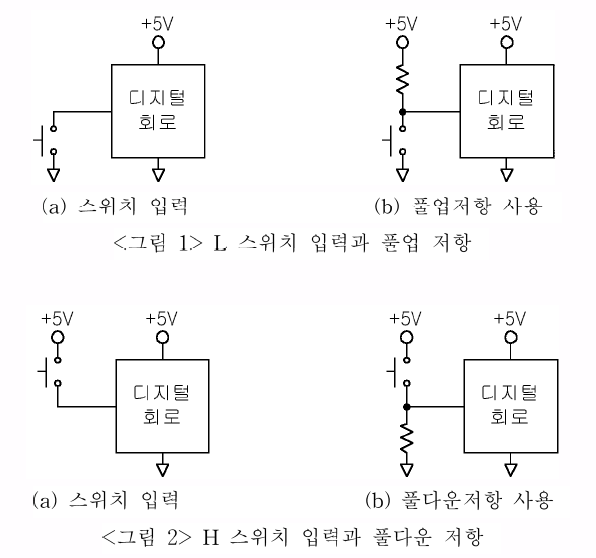 +5V
+5V
+5V
디지털
회로
디지털
회로
(a) 스위치 입력
(b) 풀업저항 사용
<그림 1> L 스위치 입력과 풀업 저항
+5V
+5V
+5V
+5V
디지털
회로
디지털
회로
(a) 스위치 입력
(b) 풀다운저항 사용
<그림 2> H 스위치 입력과 풀다운 저항